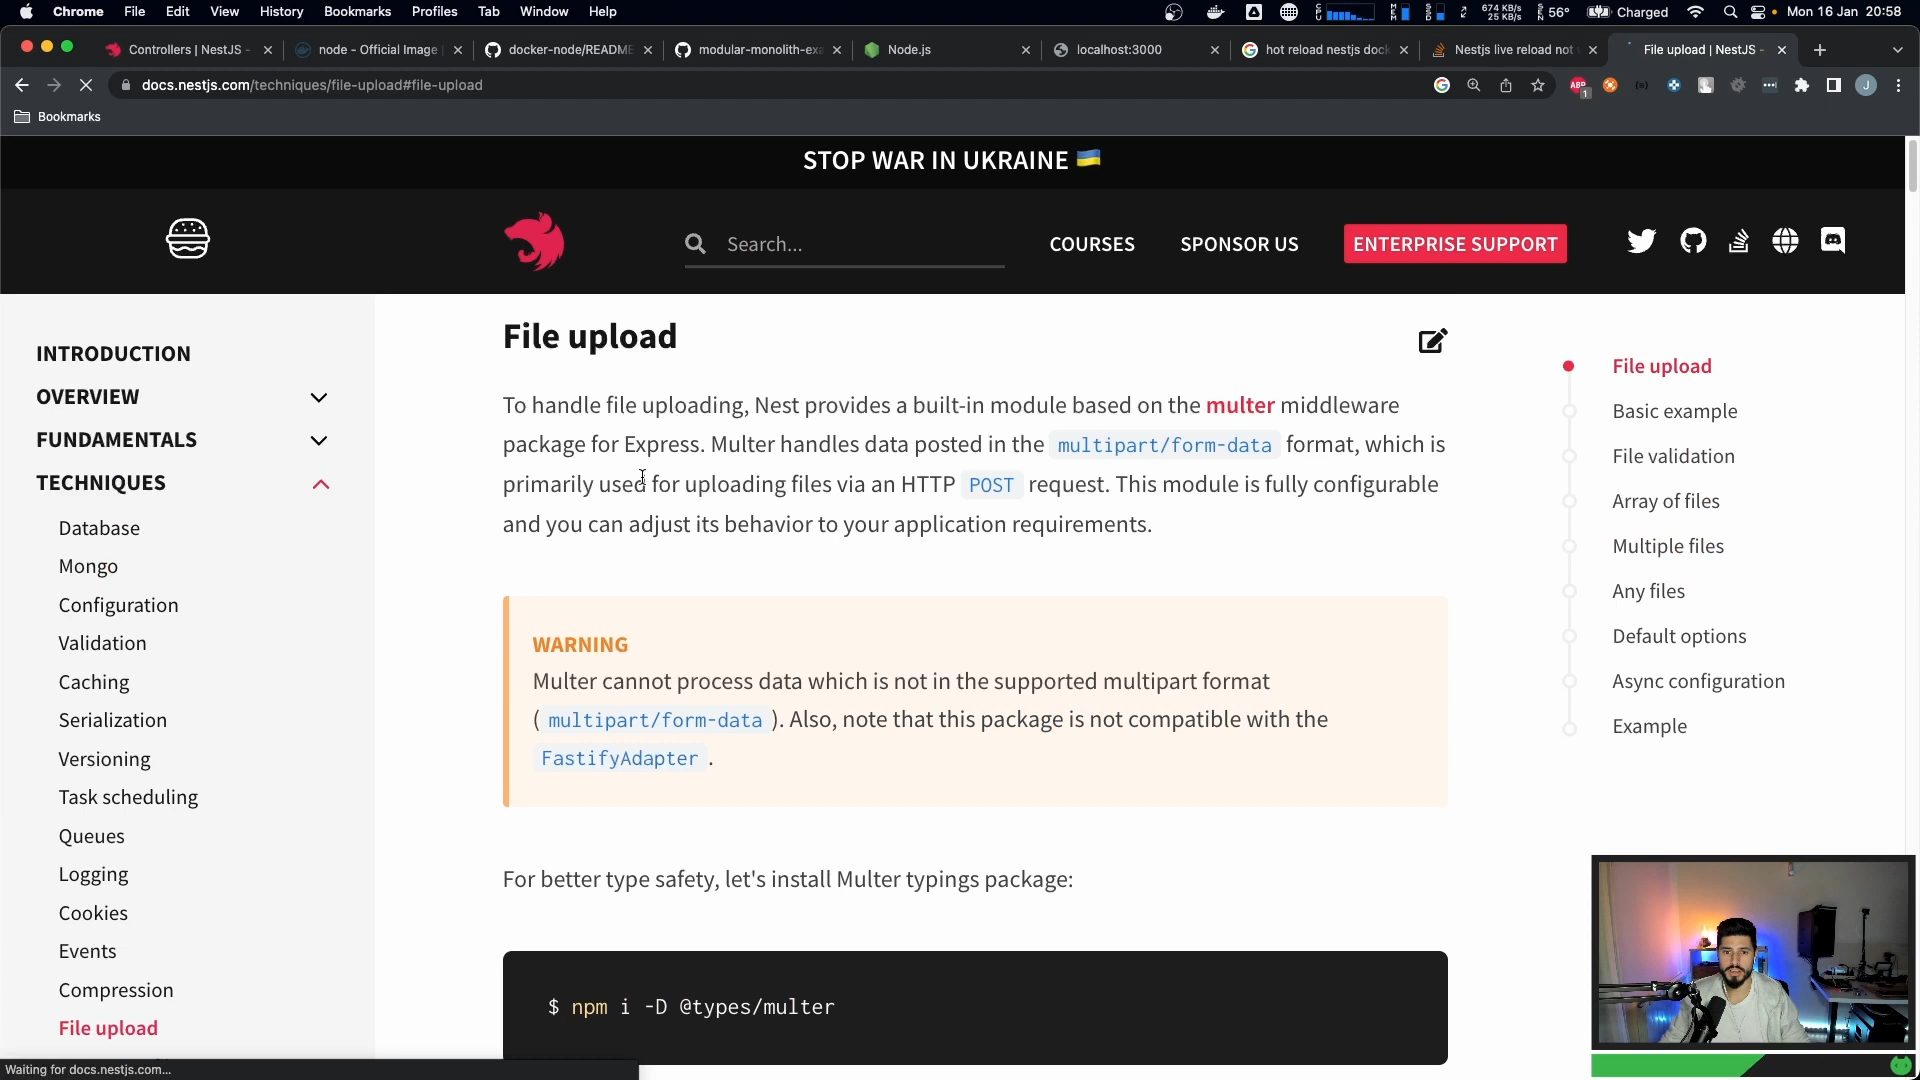 Chrome File Edit View History Bookmarks Profiles Tab Window Help
674 KB/s
25 KB/s
56° Charged Mon 16 Jan 20:58
Controllers | NestJS -
node - Official Image
docker-node/README
modular-monolith-exa
Node.js
localhost:3000
hot reload nestjs dock
Nestjs live reload not
File upload | NestJS -
docs.nestjs.com/techniques/file-upload#file-upload
ABP
1
J
Bookmarks
STOP WAR IN UKRAINE
Search...
COURSES
SPONSOR US
ENTERPRISE SUPPORT
INTRODUCTION
OVERVIEW
FUNDAMENTALS
TECHNIQUES
Database
Mongo
Configuration
Validation
Caching
Serialization
Versioning
Task scheduling
Queues
Logging
Cookies
Events
Compression
File upload
File upload
To handle file uploading, Nest provides a built-in module based on the multer middleware
package for Express. Multer handles data posted in the multipart/form-data format, which is
primarily used for uploading files via an HTTP POST request. This module is fully configurable
and you can adjust its behavior to your application requirements.
WARNING
Multer cannot process data which is not in the supported multipart format
( multipart/form-data ). Also, note that this package is not compatible with the
FastifyAdapter .
For better type safety, let's install Multer typings package:
$ npm i -D @types/multer
File upload
Basic example
File validation
Array of files
Multiple files
Any files
Default options
Async configuration
Example
Waiting for docs.nestjs.com...